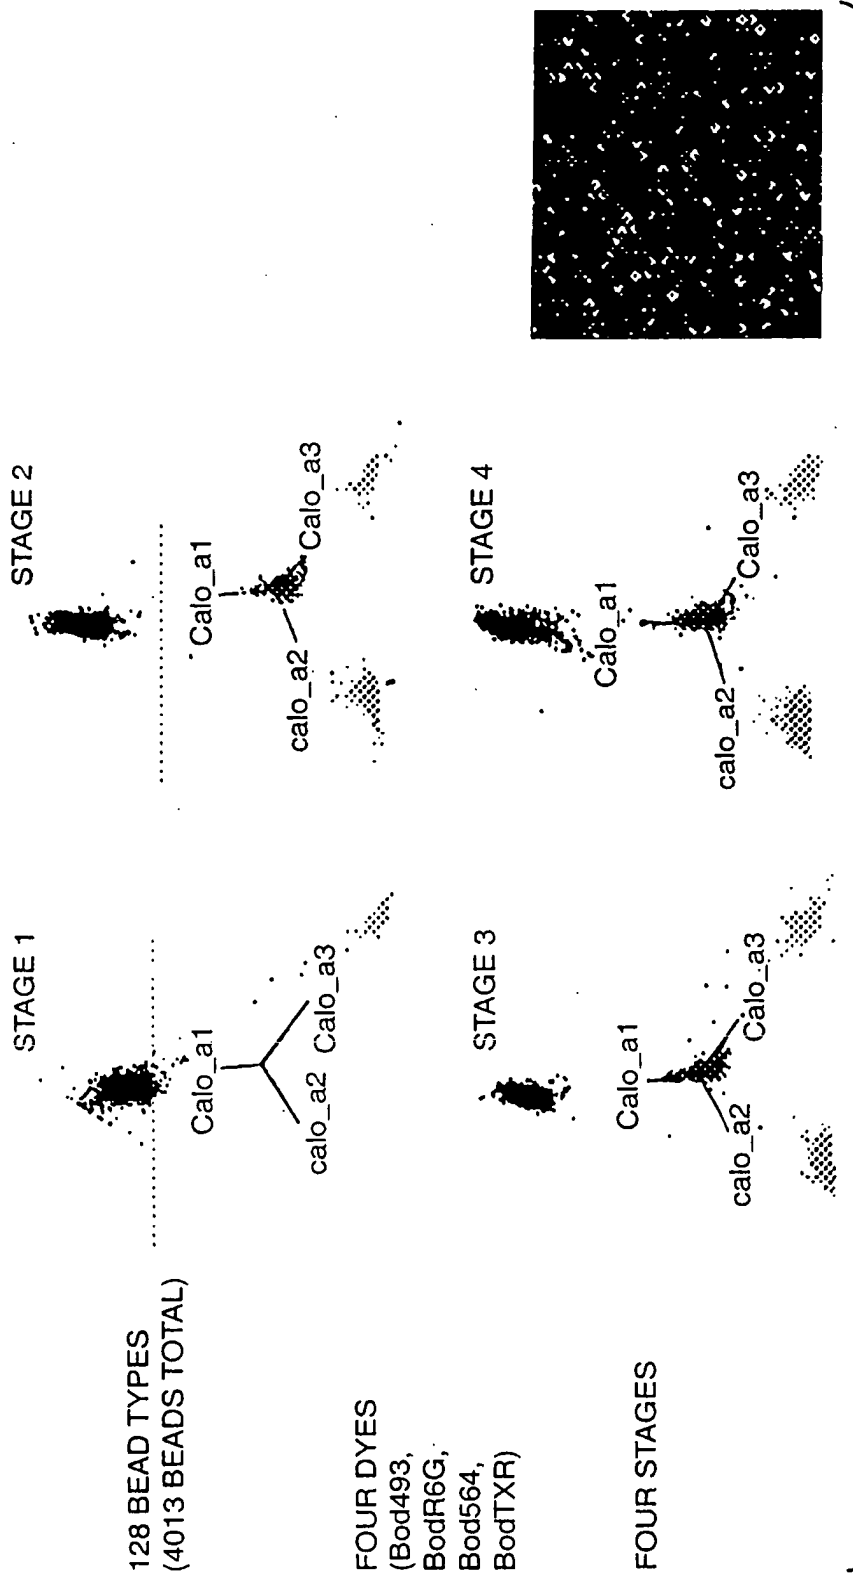 128 BEAD TYPES
(4013 BEADS TOTAL)
FOUR DYES
(Bod493,
BodR6G,
Bod564,
BodTXR)
FOUR STAGES
STAGE 1
Calo_a1
calo_a2
Calo_a3
STAGE 2
Calo_a1
calo_a2
Calo_a3
STAGE 3
Calo_a1
calo_a2
Calo_a3
STAGE 4
Calo_a1
calo_a2
Calo_a3